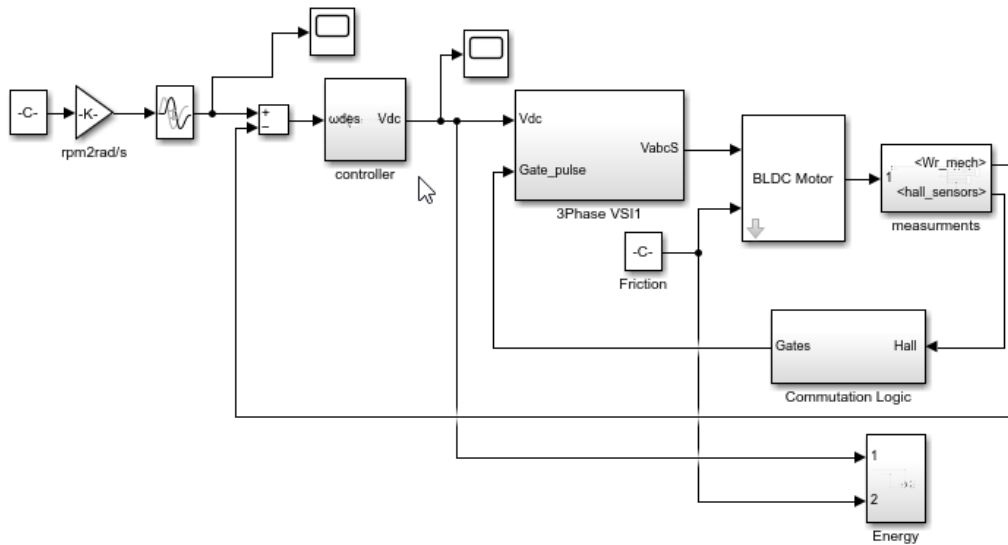 -C-
-K-
rpm2rad/s
+
−
ωdes
Vdc
controller
Vdc
Gate_pulse
VabcS
3Phase VSI1
-C-
Friction
BLDC Motor
1
<Wr_mech>
<hall_sensors>
measurments
Gates
Hall
Commutation Logic
1
2
Energy